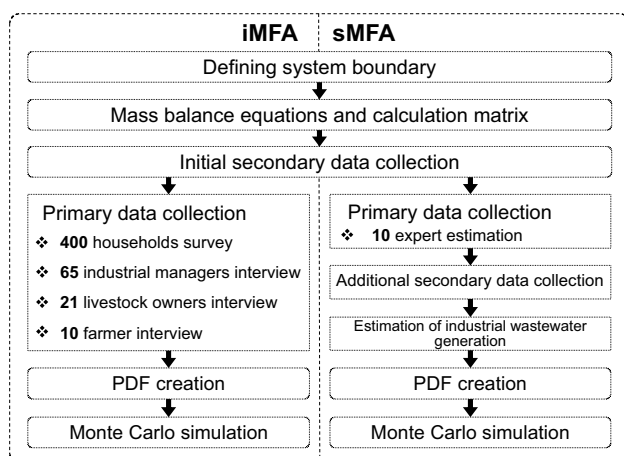 iMFA sMFA
Defining system boundary
Mass balance equations and calculation matrix
Initial secondary data collection
Primary data collection
❖ 400 households survey
❖ 65 industrial managers interview
❖ 21 livestock owners interview
❖ 10 farmer interview
PDF creation
Monte Carlo simulation
Primary data collection
❖ 10 expert estimation
Additional secondary data collection
Estimation of industrial wastewater
generation
PDF creation
Monte Carlo simulation